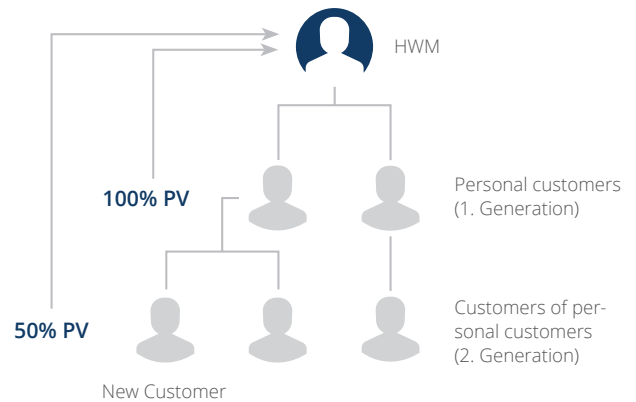 HWM
100% PV
Personal customers
(1. Generation)
50% PV
Customers of per-
sonal customers
(2. Generation)
New Customer